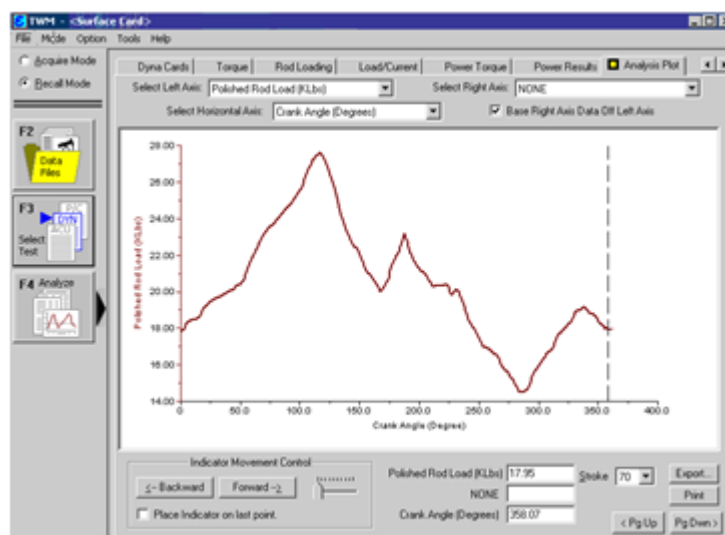 TWM - <Surface Card>
File Mode Option Tools Help
Acquire Mode
Recall Mode
Dyna Cards Torque Rod Loading Load/Current Power Torque Power Results Analysis Plot
Select Left Axis: Polished Rod Load (KLbs) Select Right Axis: NONE
Select Horizontal Axis: Crank Angle (Degrees) Base Right Axis Data Off Left Axis
F2
Data
Files
F3
DYN
ACU
Select
Test
F4 Analyze
28.00
26.00
24.00
22.00
20.00
18.00
16.00
14.00
Polished Rod Load (KLbs)
0 50.0 100.0 150.0 200.0 250.0 300.0 350.0 400.0
Crank Angle (Degree)
Indicator Movement Control
<- Backward Forward ->
Place Indicator on last point.
Polished Rod Load (KLbs) 17.95
NONE
Crank Angle (Degrees) 358.07
Stroke 70
Export...
Print
< Pg Up Pg Dwn >